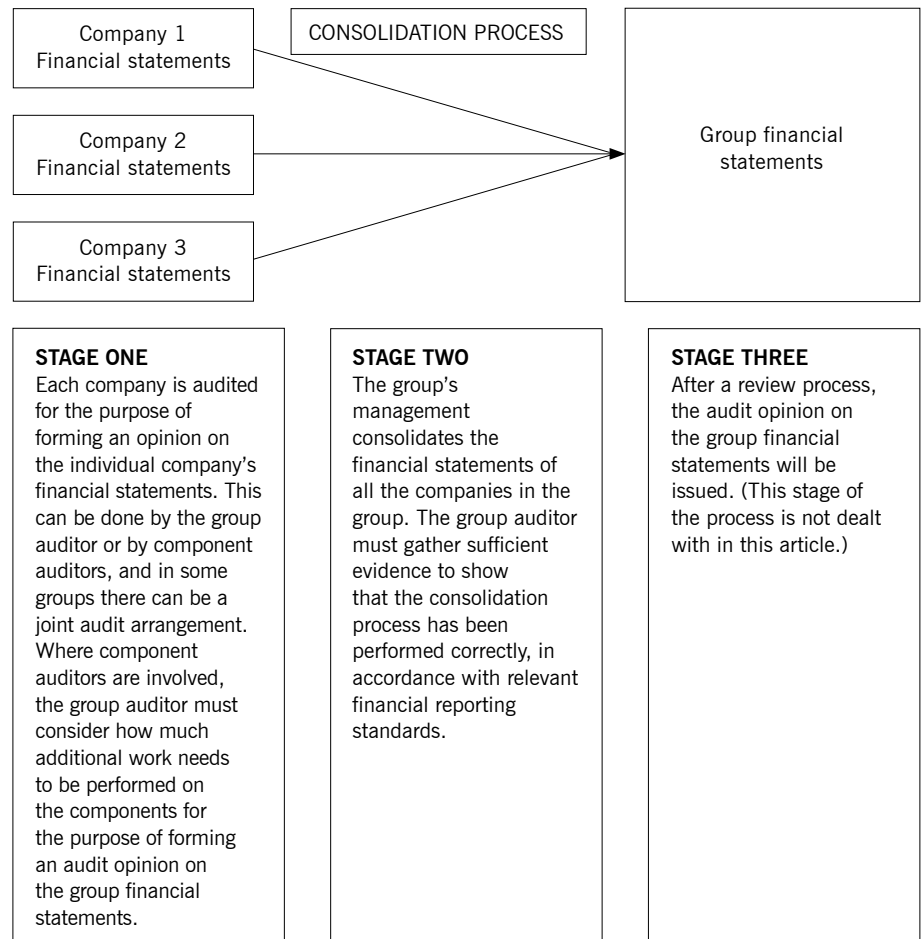 Company 1
Financial statements
CONSOLIDATION PROCESS
Company 2
Financial statements
Company 3
Financial statements
Group financial
statements
STAGE ONE
Each company is audited
for the purpose of
forming an opinion on
the individual company’s
financial statements. This
can be done by the group
auditor or by component
auditors, and in some
groups there can be a
joint audit arrangement.
Where component
auditors are involved,
the group auditor must
consider how much
additional work needs
to be performed on
the components for
the purpose of forming
an audit opinion on
the group financial
statements.
STAGE TWO
The group’s
management
consolidates the
financial statements of
all the companies in the
group. The group auditor
must gather sufficient
evidence to show
that the consolidation
process has been
performed correctly, in
accordance with relevant
financial reporting
standards.
STAGE THREE
After a review process,
the audit opinion on
the group financial
statements will be
issued. (This stage of
the process is not dealt
with in this article.)